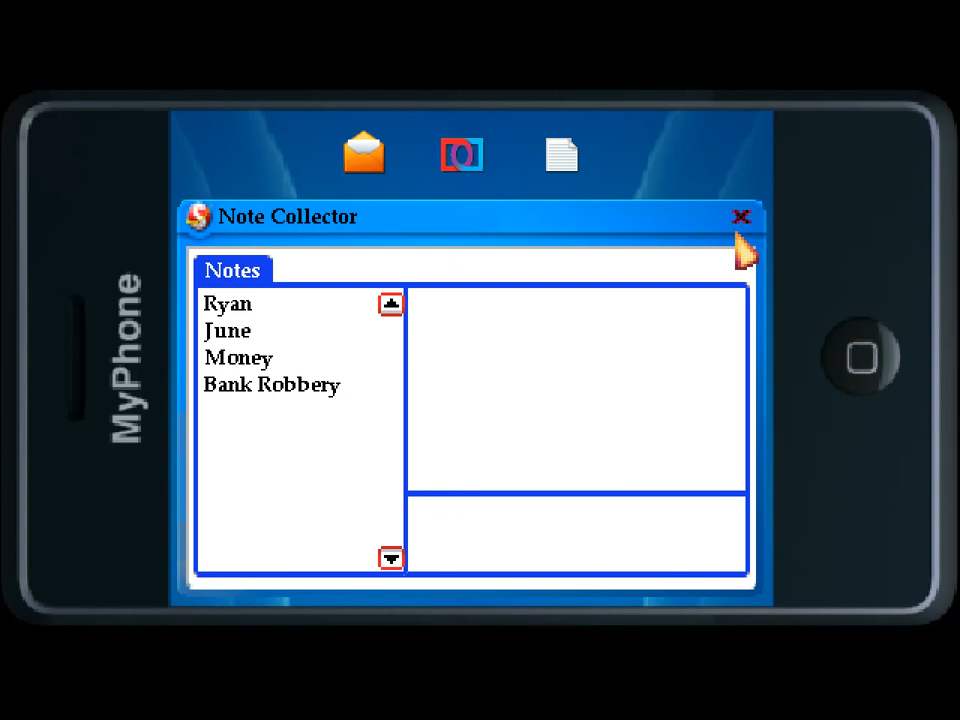 Note Collector
Notes
Ryan
June
Money
Bank Robbery
MyPhone